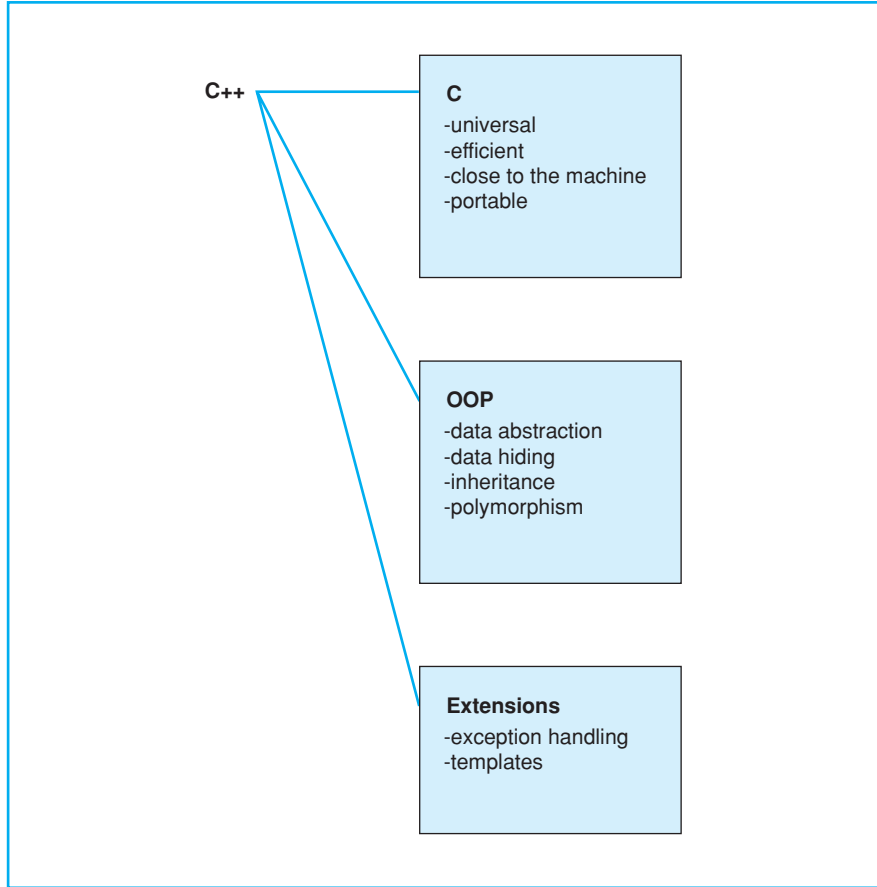 C++
C
-universal
-efficient
-close to the machine
-portable
OOP
-data abstraction
-data hiding
-inheritance
-polymorphism
Extensions
-exception handling
-templates